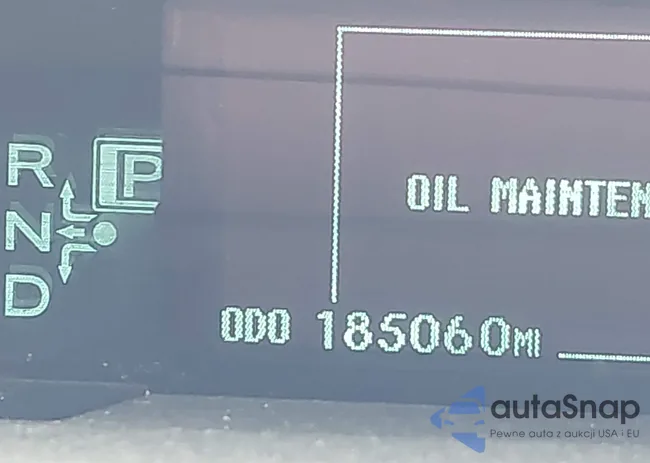 R
P
N
D
OIL MAINTEN
ODO 185060MI
autaSnap
Pewne auta z aukcji USA i EU